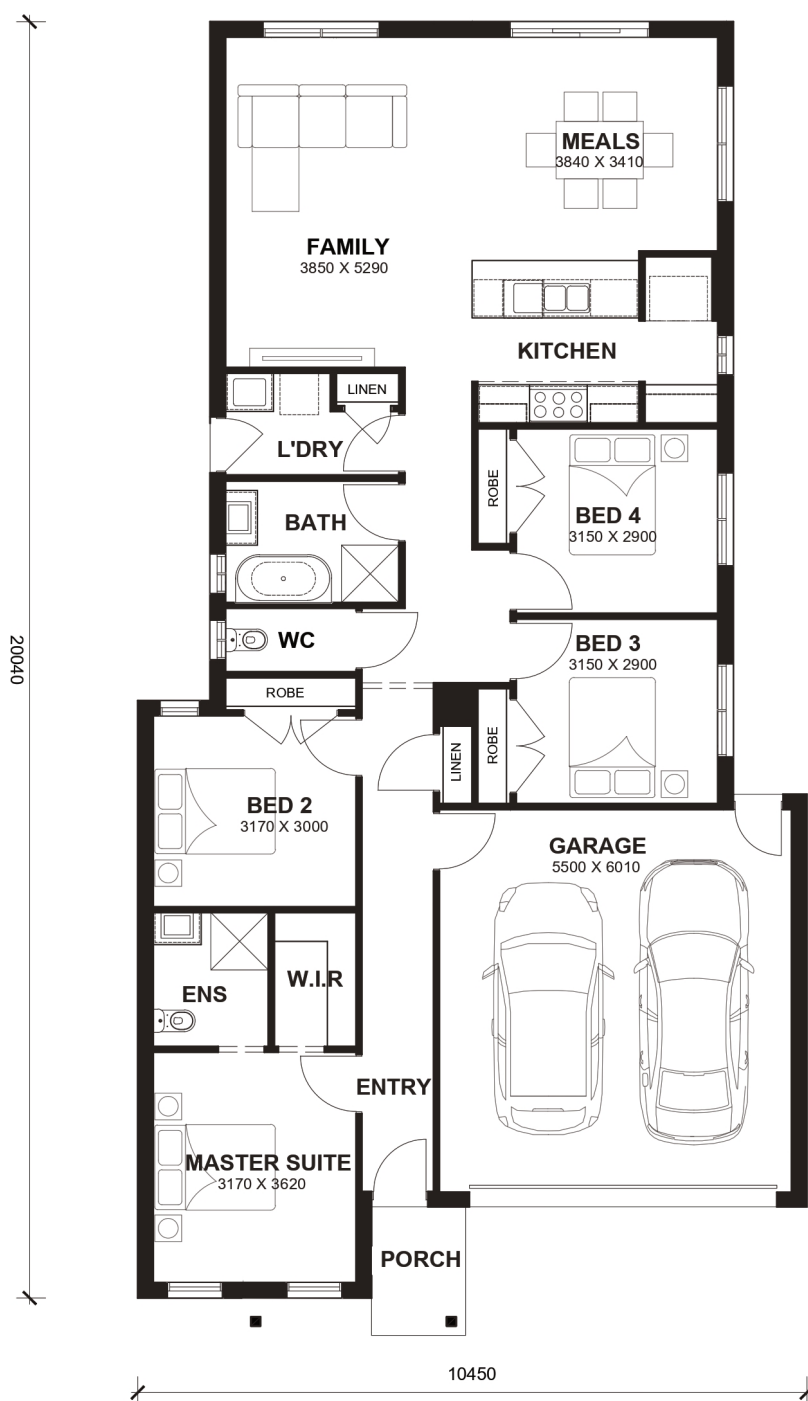 MEALS
3840 X 3410
FAMILY
3850 X 5290
KITCHEN
LINEN
L'DRY
ROBE
BATH
BED 4
3150 X 2900
WC
BED 3
3150 X 2900
20040
ROBE
ROBE
LINEN
BED 2
3170 X 3000
GARAGE
5500 X 6010
W.I.R
ENS
ENTRY
MASTER SUITE
3170 X 3620
PORCH
10450